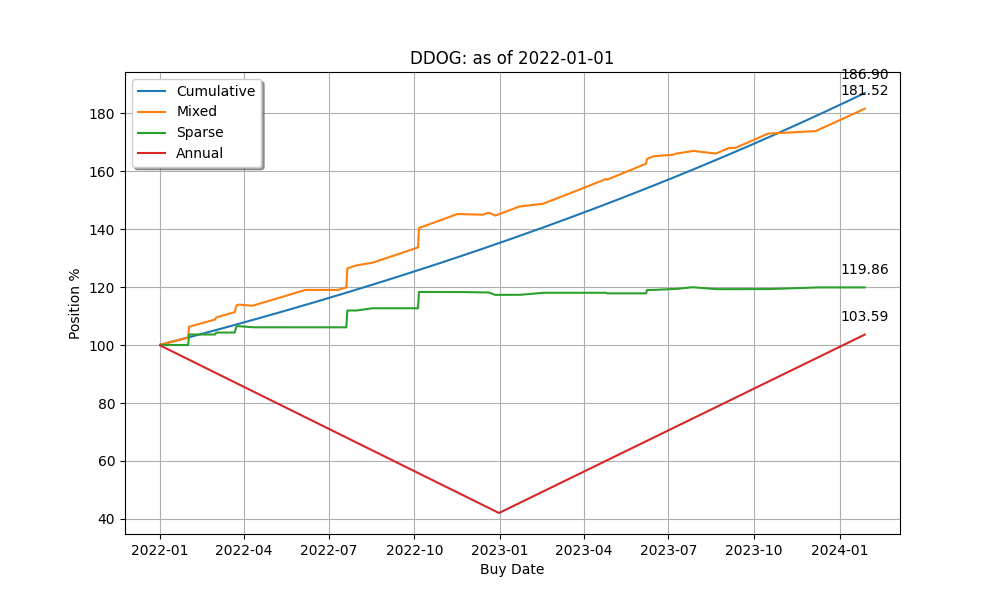 DDOG: as of 2022-01-01
186.90
181.52
Cumulative
Mixed
Sparse
Annual
180
160
140
120
100
80
60
40
119.86
103.59
Position %
2022-01 2022-04 2022-07 2022-10 2023-01 2023-04 2023-07 2023-10 2024-01
Buy Date